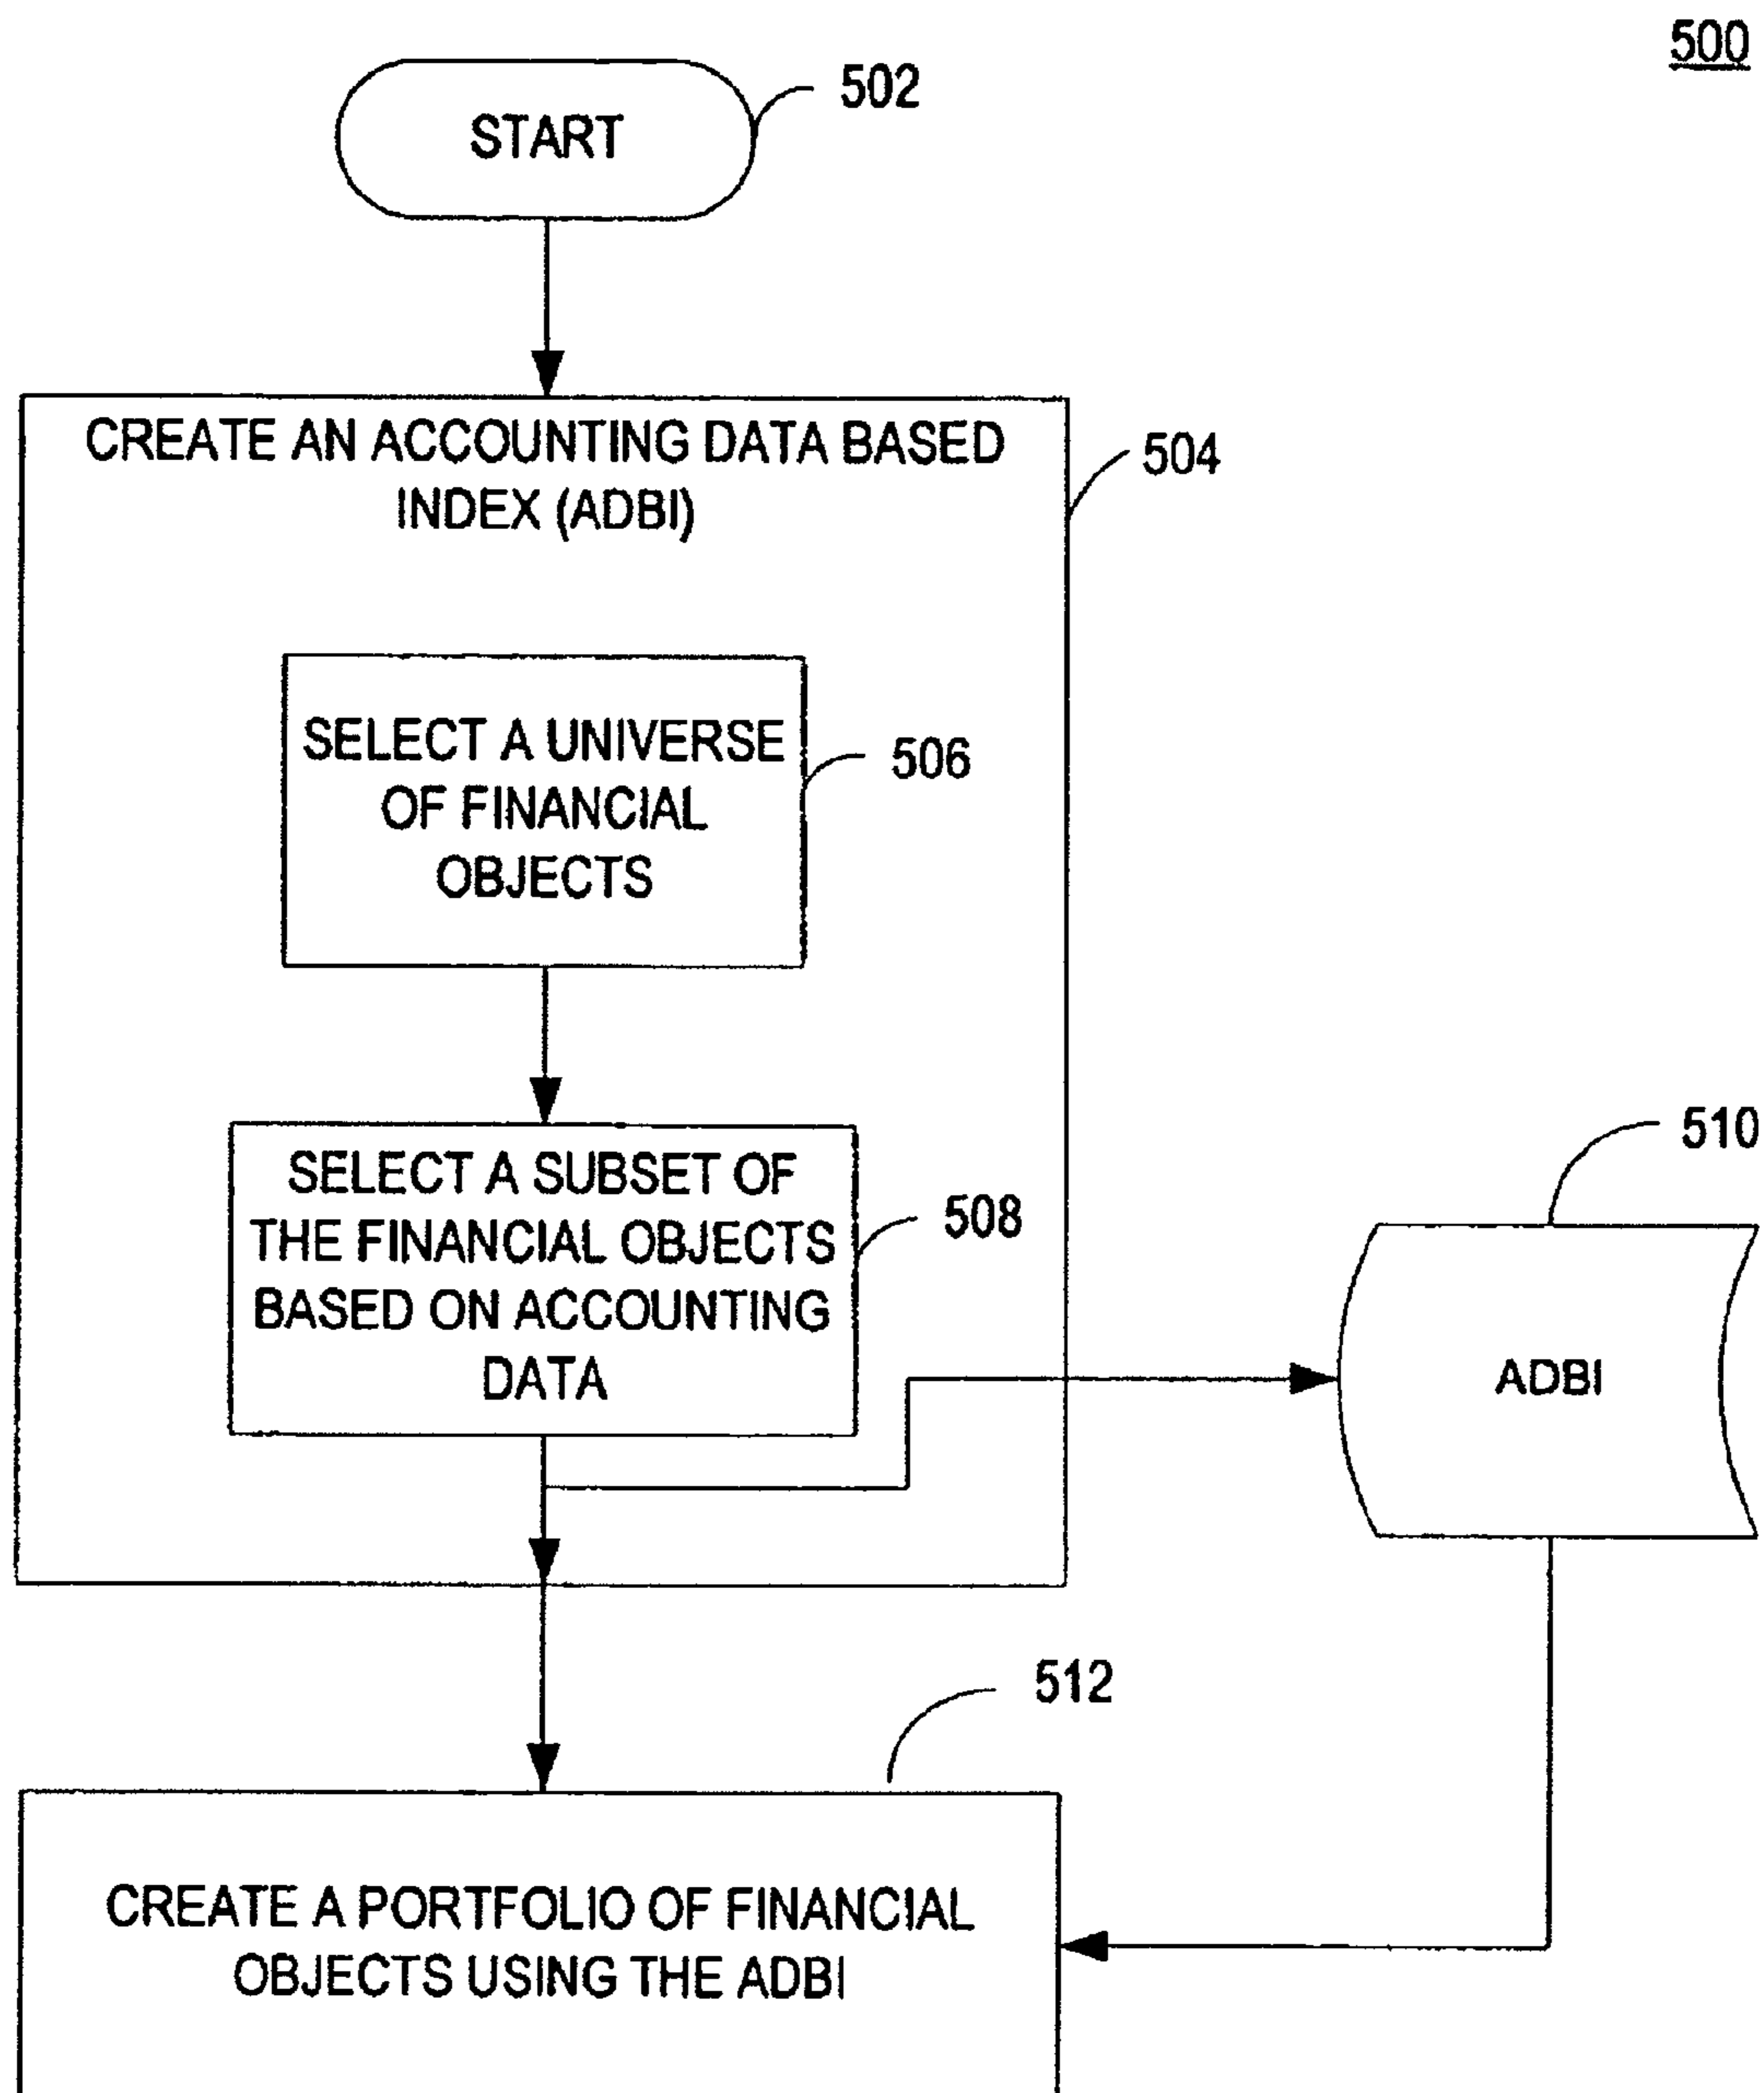 500
502
START
CREATE AN ACCOUNTING DATA BASED
INDEX (ADBI)
504
SELECT A UNIVERSE
OF FINANCIAL
OBJECTS
506
SELECT A SUBSET OF
THE FINANCIAL OBJECTS
BASED ON ACCOUNTING
DATA
508
510
ADBI
512
CREATE A PORTFOLIO OF FINANCIAL
OBJECTS USING THE ADBI